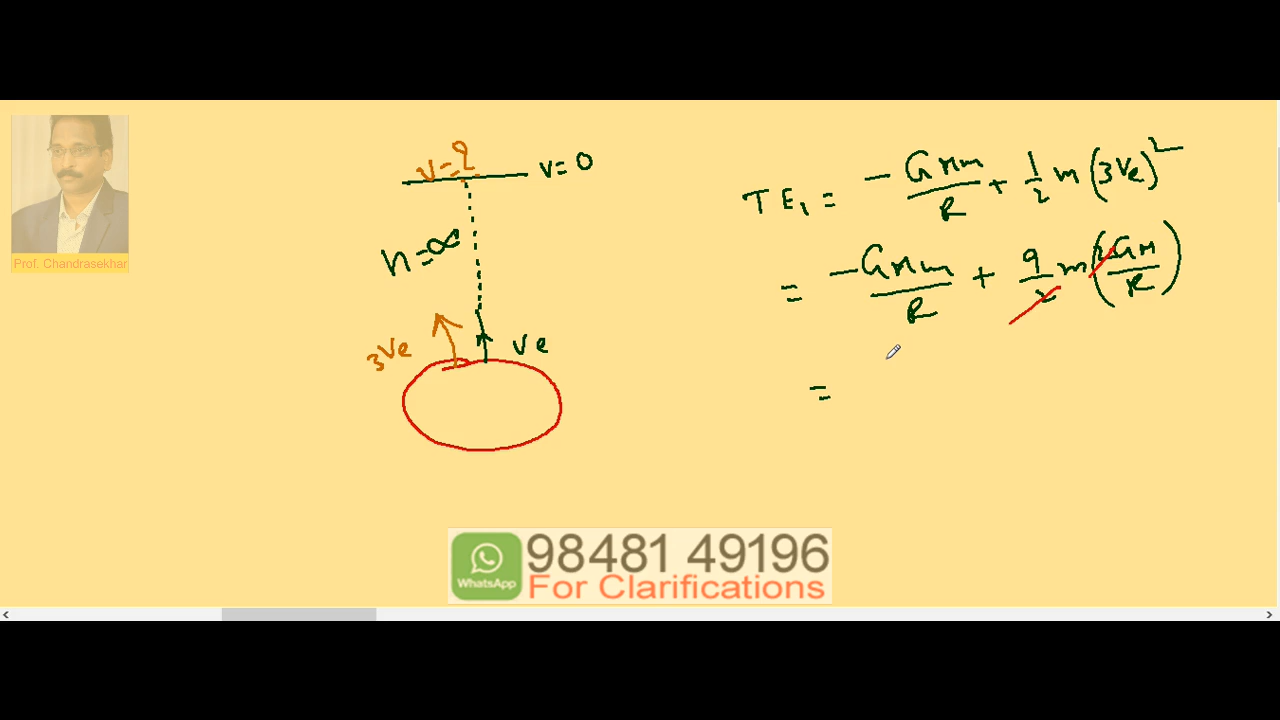 v=?
v=0
h=∞
3Ve
Ve
TE₁ = -GMm/R + 1/2 m(3Ve)²
= -GMm/R + 9/2 m(2GM/R)
=
Prof. Chandrasekhar
WhatsApp
98481 49196
For Clarifications